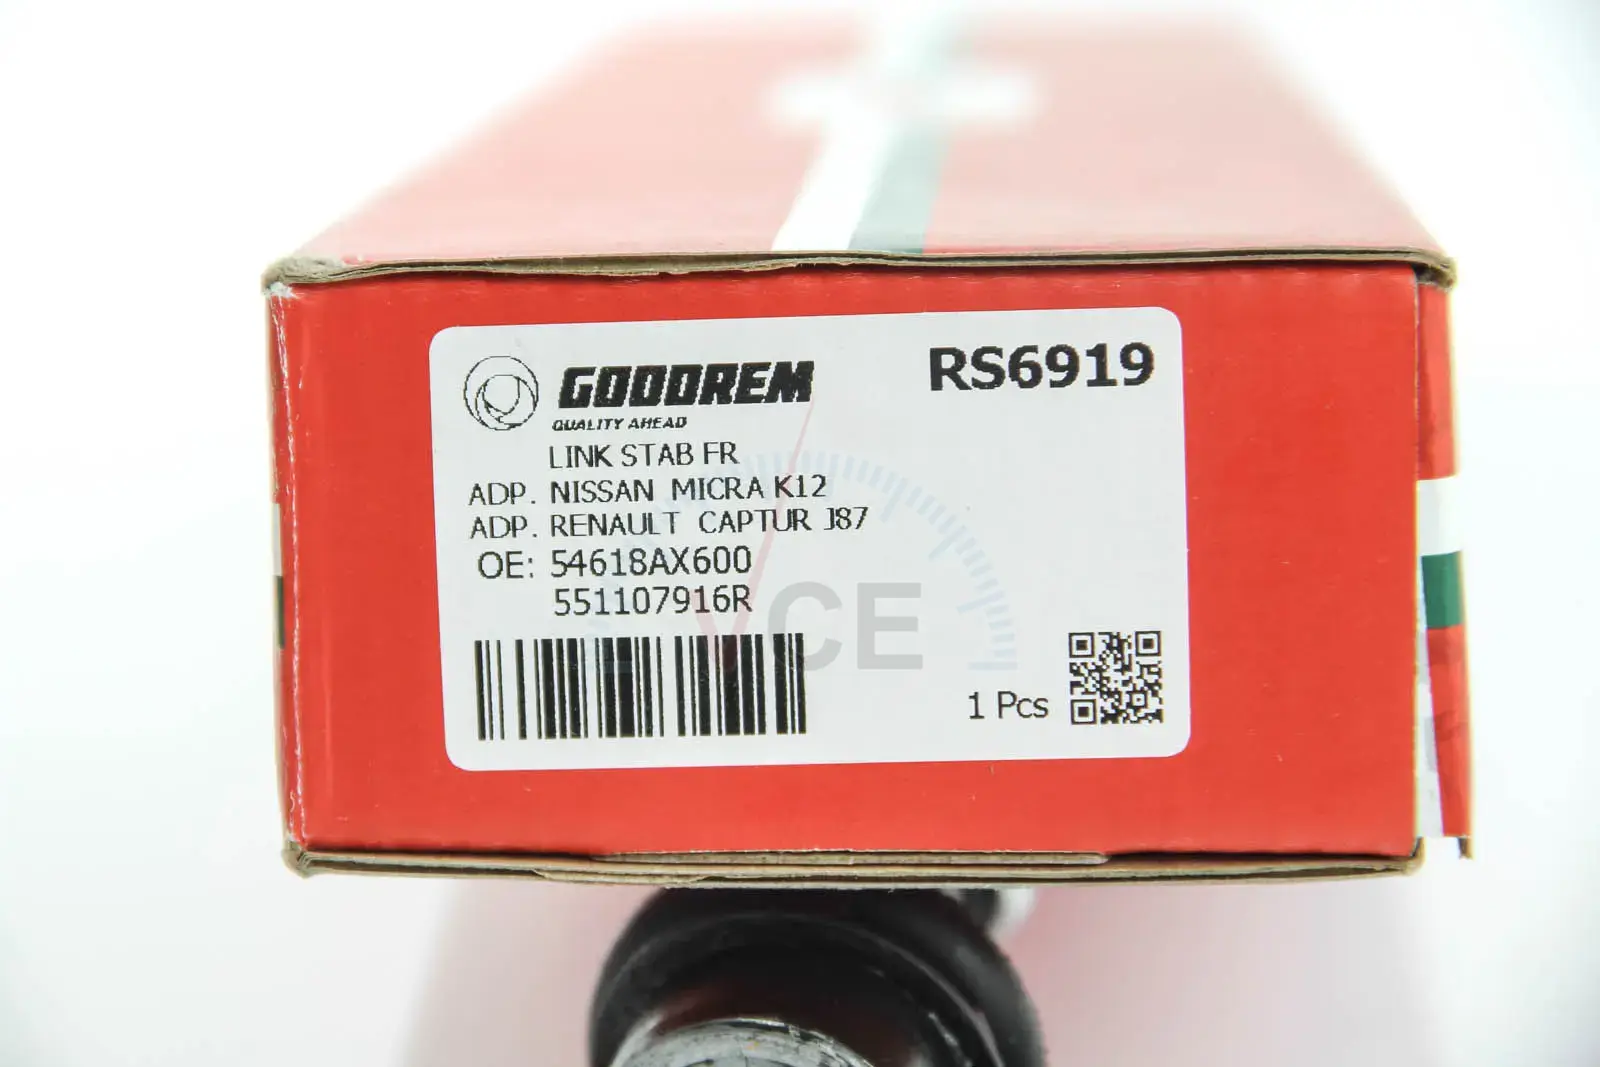 GOODREM
RS6919
QUALITY AHEAD
LINK STAB FR
ADP. NISSAN MICRA K12
ADP. RENAULT CAPTUR J87
OE: 54618AX600
551107916R
VCE
1 Pcs